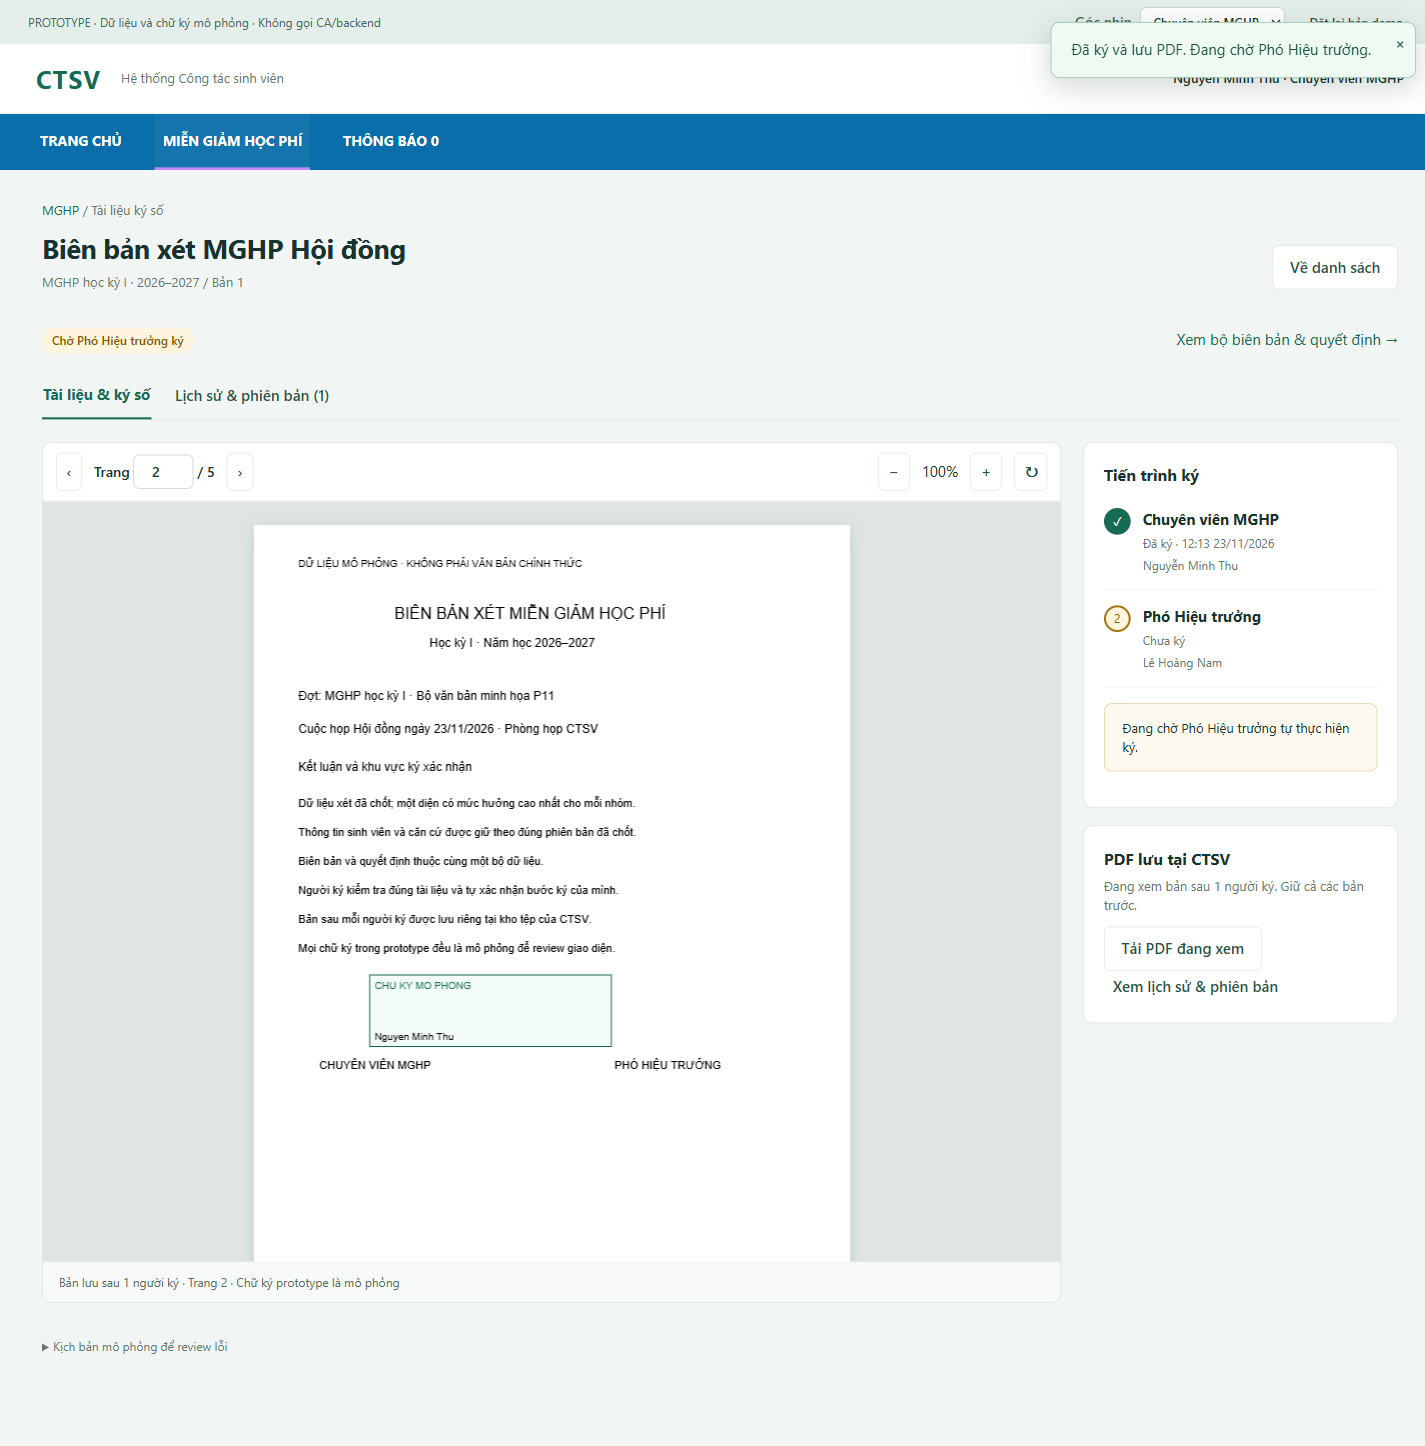 PROTOTYPE · Dữ liệu và chữ ký mô phỏng · Không gọi CA/backend
Đã ký và lưu PDF. Đang chờ Phó Hiệu trưởng.
×
CTSV
Hệ thống Công tác sinh viên
Nguyễn Minh Thu · Chuyên viên MGHP
TRANG CHỦ
MIỄN GIẢM HỌC PHÍ
THÔNG BÁO 0
MGHP / Tài liệu ký số
Biên bản xét MGHP Hội đồng
MGHP học kỳ I · 2026–2027 / Bản 1
Về danh sách
Chờ Phó Hiệu trưởng ký
Xem bộ biên bản & quyết định →
Tài liệu & ký số
Lịch sử & phiên bản (1)
‹ Trang 2 / 5 ›
− 100% + ↻
DỮ LIỆU MÔ PHỎNG · KHÔNG PHẢI VĂN BẢN CHÍNH THỨC
BIÊN BẢN XÉT MIỄN GIẢM HỌC PHÍ
Học kỳ I · Năm học 2026–2027
Đợt: MGHP học kỳ I · Bộ văn bản minh họa P11
Cuộc họp Hội đồng ngày 23/11/2026 · Phòng họp CTSV
Kết luận và khu vực ký xác nhận
Dữ liệu xét đã chốt; một diện có mức hưởng cao nhất cho mỗi nhóm.
Thông tin sinh viên và căn cứ được giữ theo đúng phiên bản đã chốt.
Biên bản và quyết định thuộc cùng một bộ dữ liệu.
Người ký kiểm tra đúng tài liệu và tự xác nhận bước ký của mình.
Bản sau mỗi người ký được lưu riêng tại kho tệp của CTSV.
Mọi chữ ký trong prototype đều là mô phỏng để review giao diện.
CHU KY MO PHONG
Nguyen Minh Thu
CHUYÊN VIÊN MGHP
PHÓ HIỆU TRƯỞNG
Bản lưu sau 1 người ký · Trang 2 · Chữ ký prototype là mô phỏng
Tiến trình ký
✓
Chuyên viên MGHP
Đã ký · 12:13 23/11/2026
Nguyễn Minh Thu
2
Phó Hiệu trưởng
Chưa ký
Lê Hoàng Nam
Đang chờ Phó Hiệu trưởng tự thực hiện
ký.
PDF lưu tại CTSV
Đang xem bản sau 1 người ký. Giữ cả các bản
trước.
Tải PDF đang xem
Xem lịch sử & phiên bản
▶ Kịch bản mô phỏng để review lỗi